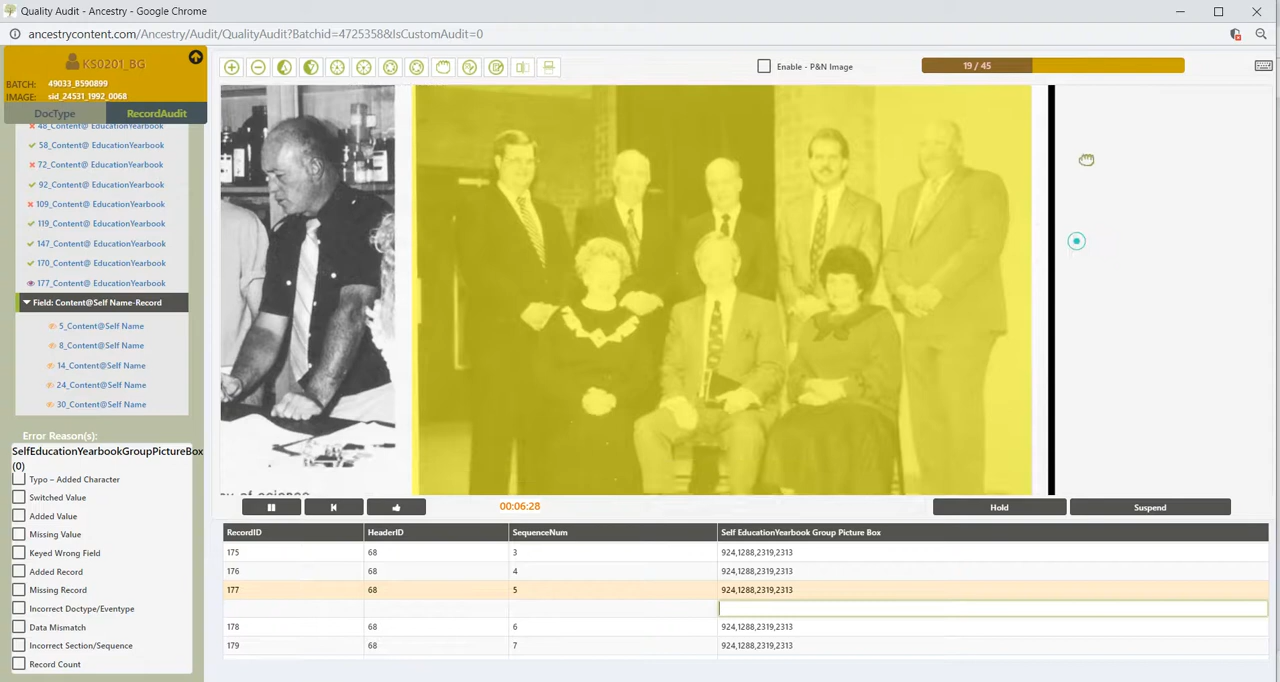 Quality Audit - Ancestry - Google Chrome
ancestrycontent.com/Ancestry/Audit/QualityAudit?Batchid=4725358&IsCustomAudit=0
KS0201_BG
BATCH: 49033_B590899
IMAGE: sid_24531_1992_0068
DocType RecordAudit
48_Content@ EducationYearbook
58_Content@ EducationYearbook
72_Content@ EducationYearbook
92_Content@ EducationYearbook
109_Content@ EducationYearbook
119_Content@ EducationYearbook
147_Content@ EducationYearbook
170_Content@ EducationYearbook
177_Content@ EducationYearbook
Field: Content@Self Name-Record
5_Content@Self Name
8_Content@Self Name
14_Content@Self Name
24_Content@Self Name
30_Content@Self Name
Error Reason(s):
SelfEducationYearbookGroupPictureBox
(0)
Typo – Added Character
Switched Value
Added Value
Missing Value
Keyed Wrong Field
Added Record
Missing Record
Incorrect Doctype/Eventype
Data Mismatch
Incorrect Section/Sequence
Record Count
Enable - P&N Image
19 / 45
of science
00:06:28
Hold
Suspend
RecordID HeaderID SequenceNum Self EducationYearbook Group Picture Box
175 68 3 924,1288,2319,2313
176 68 4 924,1288,2319,2313
177 68 5 924,1288,2319,2313
178 68 6 924,1288,2319,2313
179 68 7 924,1288,2319,2313